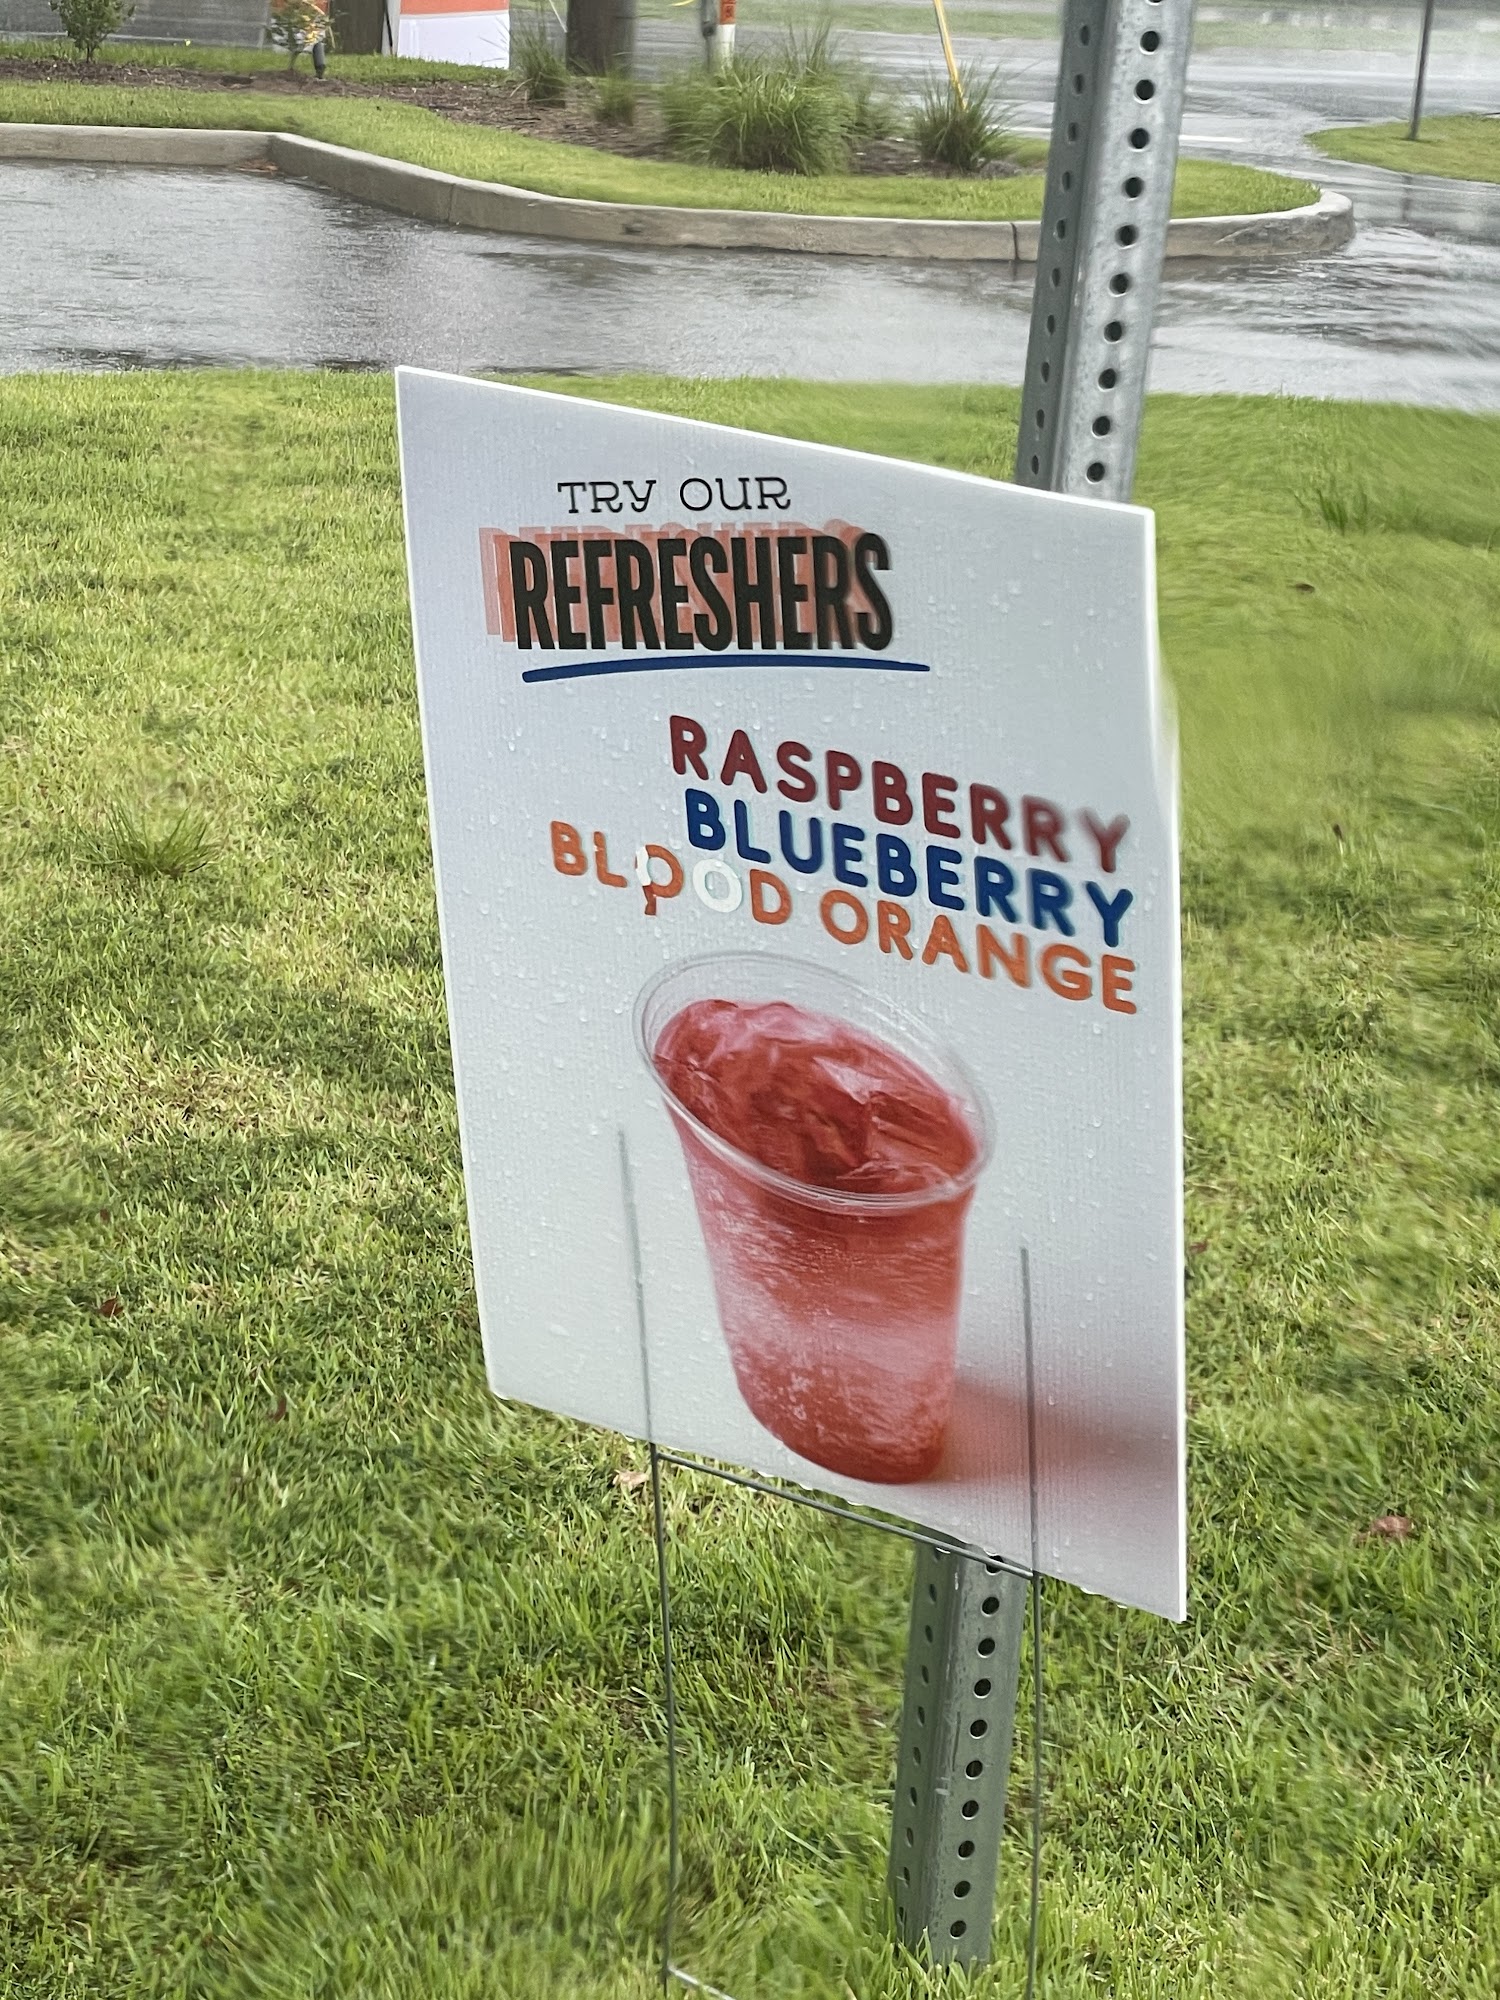 TRY OUR
REFRESHERS
RASPBERRY
BLUEBERRY
BLOOD ORANGE